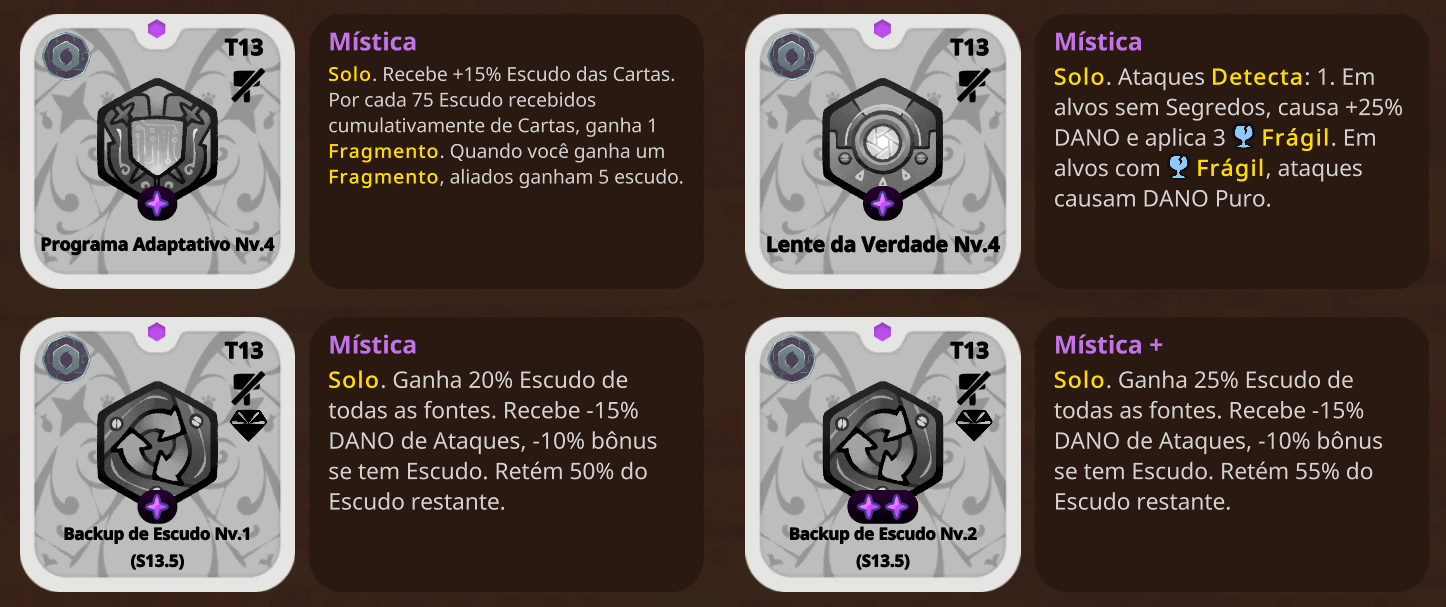 T13
Programa Adaptativo Nv.4
Mística
Solo. Recebe +15% Escudo das Cartas.
Por cada 75 Escudo recebidos
cumulativamente de Cartas, ganha 1
Fragmento. Quando você ganha um
Fragmento, aliados ganham 5 escudo.
T13
Lente da Verdade Nv.4
Mística
Solo. Ataques Detecta: 1. Em
alvos sem Segredos, causa +25%
DANO e aplica 3 Frágil. Em
alvos com Frágil, ataques
causam DANO Puro.
T13
Backup de Escudo Nv.1
(S13.5)
Mística
Solo. Ganha 20% Escudo de
todas as fontes. Recebe -15%
DANO de Ataques, -10% bônus
se tem Escudo. Retém 50% do
Escudo restante.
T13
Backup de Escudo Nv.2
(S13.5)
Mística +
Solo. Ganha 25% Escudo de
todas as fontes. Recebe -15%
DANO de Ataques, -10% bônus
se tem Escudo. Retém 55% do
Escudo restante.